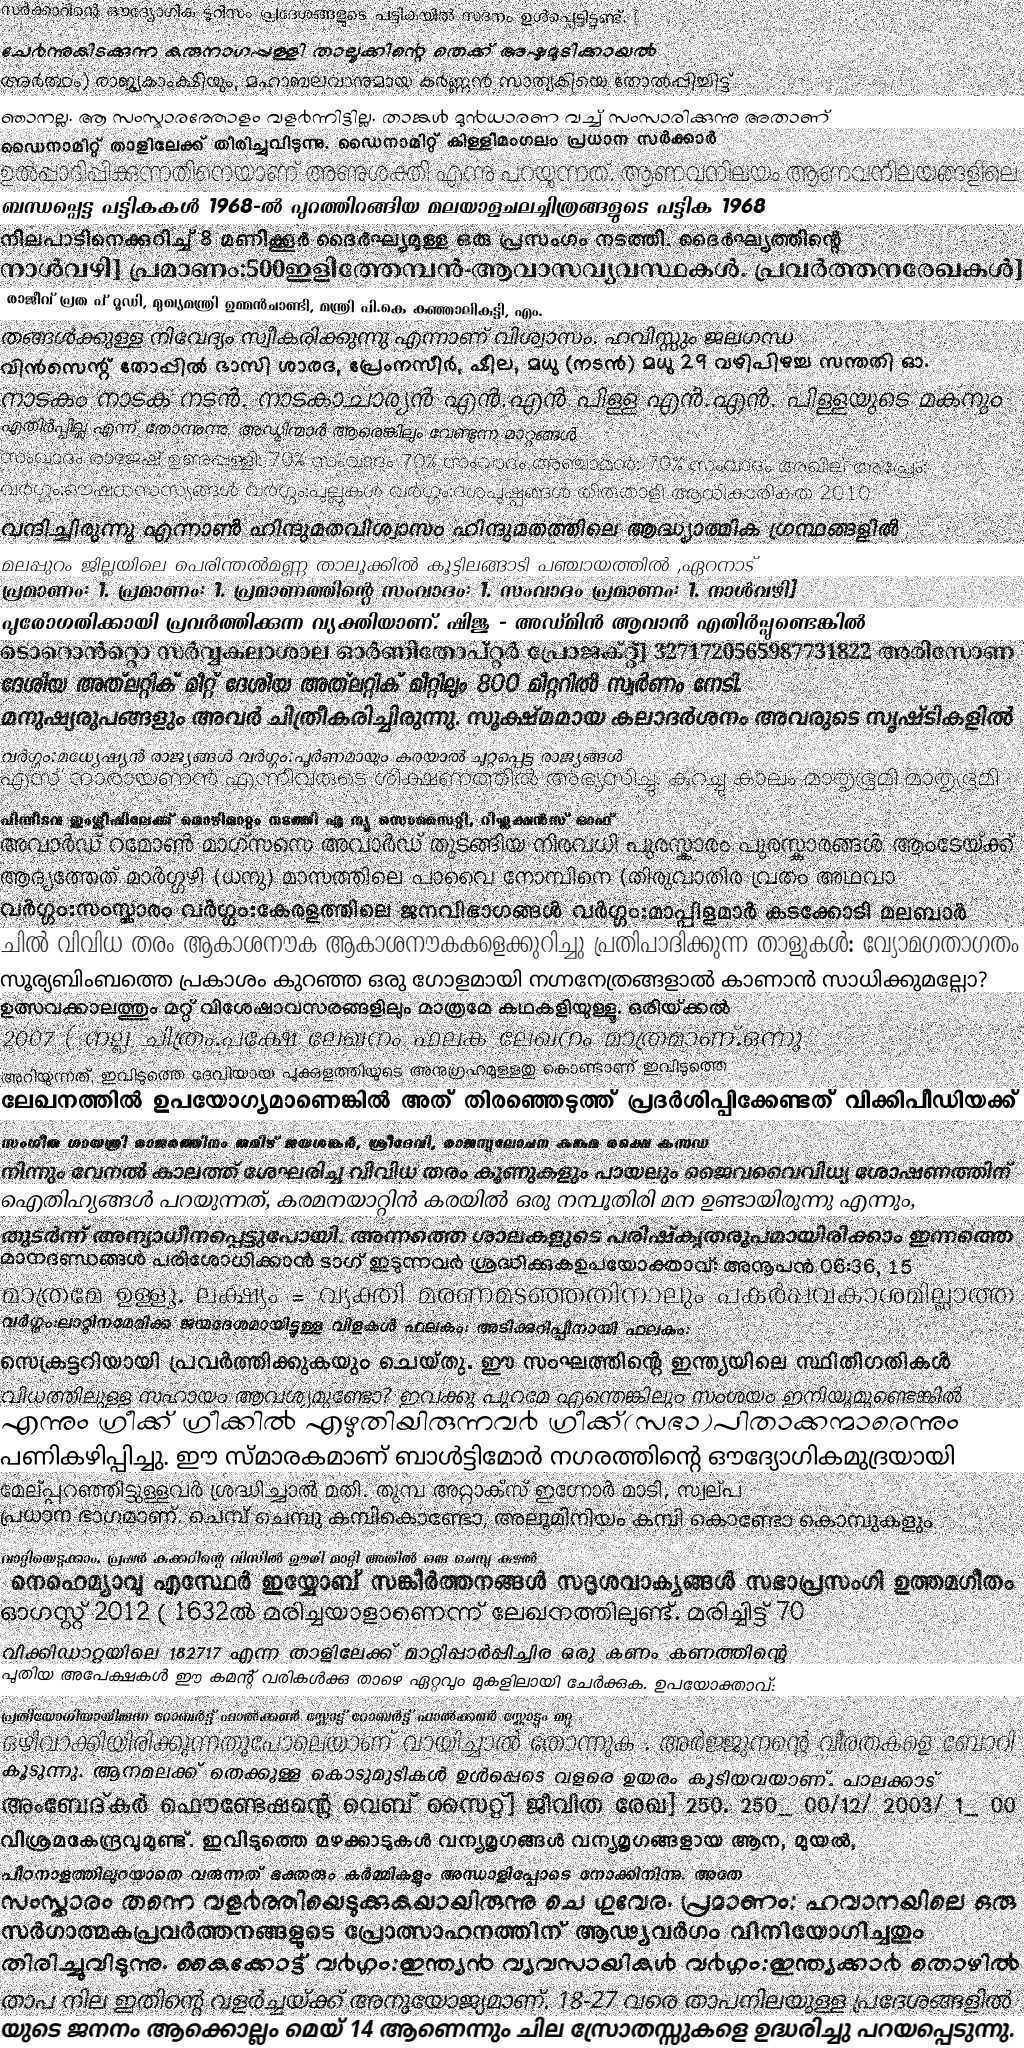 സർക്കാറിന്റെ ഔദ്യോഗിക ടൂറിസം പ്രദേശങ്ങളുടെ പട്ടികയിൽ സദനം ഉൾപ്പെട്ടിട്ടുണ്ട്. [
ചേർന്നുകിടക്കുന്ന കരുനാഗപ്പള്ളി താലൂക്കിന്റെ തെക്ക് അഷ്ടമുടിക്കായൽ
അർത്ഥം) രാജ്യകാംക്ഷിയും, മഹാബലവാനുമായ കർണ്ണൻ സാത്യകിയെ തോൽപ്പിച്ചിട്ട്
ഞാനല്ല. ആ സംസ്കാരത്തോളം വളർന്നിട്ടില്ല. താങ്കൾ മുൻധാരണ വച്ച് സംസാരിക്കുന്നു അതാണ്
ഡൈനാമിറ്റ് താളിലേക്ക് തിരിച്ചുവിടുന്നു. ഡൈനാമിറ്റ് കിള്ളിമംഗലം പ്രധാന സർക്കാർ
ഉൽപ്പാദിപ്പിക്കുന്നതിനെയാണ് അണുശക്തി എന്നു പറയുന്നത്. ആണവനിലയം ആണവനിലയങ്ങളിലെ
ബന്ധപ്പെട്ട പട്ടികകൾ 1968-ൽ പുറത്തിറങ്ങിയ മലയാളചലച്ചിത്രങ്ങളുടെ പട്ടിക 1968
നിലപാടിനെക്കുറിച്ച് 8 മണിക്കൂർ ദൈർഘ്യമുള്ള ഒരു പ്രസംഗം നടത്തി. ദൈർഘ്യത്തിന്റെ
നാൾവഴി] പ്രമാണം:500ഇളിത്തേമ്പൻ-ആവാസവ്യവസ്ഥകൾ. പ്രവർത്തനരേഖകൾ]
രാജീവ് പ്രതപ് റൂഡി, മുഖ്യമന്ത്രി ഉമ്മൻചാണ്ടി, മന്ത്രി പി.കെ കുഞ്ഞാലികുട്ടി, എം.
തങ്ങൾക്കുള്ള നിവേദ്യം സ്വീകരിക്കുന്നു എന്നാണ് വിശ്വാസം. ഹവിസ്സും ജലഗന്ധ
വിൻസെന്റ് തോപ്പിൽ ഭാസി ശാരദ, പ്രേംനസീർ, ഷീല, മധു (നടൻ) മധു 29 വഴിപിഴച്ച സന്തതി ഓ.
നാടകം നാടക നടൻ. നാടകാചാര്യൻ എൻ.എൻ പിള്ള എൻ.എൻ. പിള്ളയുടെ മകനും
എതിർപ്പില്ല എന്ന് തോന്നുന്നു. അഡ്മിന്മാർ ആരെങ്കിലും വേണ്ടുന്ന മാറ്റങ്ങൾ
സംവാദം രാജേഷ് ഉണുപ്പള്ളി: 70% സംവാദം 70% സംവാദം അഞ്ചാമാൻ: 70% സംവാദം അഖില് അപ്രേം:
വർഗ്ഗം:ഔഷധസസ്യങ്ങൾ വർഗ്ഗം:പുല്ലുകൾ വർഗ്ഗം:ദശപുഷ്പങ്ങൾ തിരുതാളി ആധികാരികത 2010
വന്ദിച്ചിരുന്നു എന്നാൺ ഹിന്ദുമതവിശ്വാസം ഹിന്ദുമതത്തിലെ ആദ്ധ്യാത്മിക ഗ്രന്ഥങ്ങളിൽ
മലപ്പുറം ജില്ലയിലെ പെരിന്തൽമണ്ണ താലൂക്കിൽ കൂട്ടിലങ്ങാടി പഞ്ചായത്തിൽ ,ഏറനാട്
പ്രമാണം: 1. പ്രമാണം: 1. പ്രമാണത്തിന്റെ സംവാദം: 1. സംവാദം പ്രമാണം: 1. നാൾവഴി]
പുരോഗതിക്കായി പ്രവർത്തിക്കുന്ന വ്യക്തിയാണ്. ഷിജു - അഡ്മിൻ ആവാൻ എതിർപ്പുണ്ടെങ്കിൽ
ടൊറൊൻറ്റൊ സർവ്വകലാശാല ഓർണിതോപ്റ്റർ പ്രോജക്റ്റ്] 3271720565987731822 അരിസോണ
ദേശീയ അത്‌ലറ്റിക് മീറ്റ് ദേശീയ അത്‌ലറ്റിക് മീറ്റിലും 800 മീറ്ററിൽ സ്വർണം നേടി.
മനുഷ്യരൂപങ്ങളും അവർ ചിത്രീകരിച്ചിരുന്നു. സൂക്ഷ്മമായ കലാദർശനം അവരുടെ സൃഷ്ടികളിൽ
വർഗ്ഗം:മധ്യേഷ്യൻ രാജ്യങ്ങൾ വർഗ്ഗം:പൂർണമായും കരയാൽ ചുറ്റപ്പെട്ട രാജ്യങ്ങൾ
എസ് നാരായണൻ എന്നിവരുടെ ശിക്ഷണത്തിൽ അഭ്യസിച്ചു. കുറച്ചു കാലം മാതൃഭൂമി മാതൃഭൂമി
പിന്നീടവ ഇംഗ്ലീഷിലേക്ക് മൊഴിമാറ്റം നടത്തി എ ന്യൂ സൊസൈറ്റി, റിഫ്ലക്ഷൻസ് ഓഫ്
അവാർഡ് റമോൺ മാഗ്സസെ അവാർഡ് തുടങ്ങിയ നിരവധി പുരസ്കാരം പുരസ്കാരങ്ങൾ ആംടേയ്ക്ക്
ആദ്യത്തേത് മാർഗ്ഗഴി (ധനു) മാസത്തിലെ പാവൈ നോമ്പിനെ (തിരുവാതിര വ്രതം അഥവാ
വർഗ്ഗം:സംസ്ക്കാരം വർഗ്ഗം:കേരളത്തിലെ ജനവിഭാഗങ്ങൾ വർഗ്ഗം:മാപ്പിളമാർ കടക്കോടി മലബാർ
ചിൽ വിവിധ തരം ആകാശനൗക ആകാശനൗകകളെക്കുറിച്ചു പ്രതിപാദിക്കുന്ന താളുകൾ: വ്യോമഗതാഗതം
സൂര്യബിംബത്തെ പ്രകാശം കുറഞ്ഞ ഒരു ഗോളമായി നഗ്നനേത്രങ്ങളാൽ കാണാൻ സാധിക്കുമല്ലോ?
ഉത്സവക്കാലത്തും മറ്റ് വിശേഷാവസരങ്ങളിലും മാത്രമേ കഥകളിയുള്ളൂ. ഒരിയ്ക്കൽ
2007 ( നല്ല ചിത്രം.പക്ഷേ ലേഖനം ഫലക ലേഖനം മാത്രമാണ്.ഒന്നു
അറിയുന്നത്, ഇവിടുത്തെ ദേവിയായ പൂക്കുളത്തിയുടെ അനുഗ്രഹമുള്ളതു കൊണ്ടാണ് ഇവിടുത്തെ
ലേഖനത്തിൽ ഉപയോഗ്യമാണെങ്കിൽ അത് തിരഞ്ഞെടുത്ത് പ്രദർശിപ്പിക്കേണ്ടത് വിക്കിപീഡിയക്ക്
സംഗീത ഗായത്രി രാജരത്തിനം തമിഴ് ജയശങ്കർ, ശ്രീദേവി, രാജസുലോചന കുങ്കുമ രക്ഷെ കന്നഡ
നിന്നും വേനൽ കാലത്ത് ശേഘരിച്ച വിവിധ തരം കൂണുകളും പായലും ജൈവവൈവിധ്യ ശോഷണത്തിന്
ഐതിഹ്യങ്ങൾ പറയുന്നത്, കരമനയാറ്റിൻ കരയിൽ ഒരു നമ്പൂതിരി മന ഉണ്ടായിരുന്നു എന്നും,
തുടർന്ന് അന്യാധീനപ്പെട്ടുപോയി. അന്നത്തെ ശാലകളുടെ പരിഷ്കൃതരൂപമായിരിക്കാം ഇന്നത്തെ
മാനദണ്ഡങ്ങൾ പരിശോധിക്കാൻ ടാഗ് ഇടുന്നവർ ശ്രദ്ധിക്കുകഉപയോക്താവ്: അനൂപൻ 06:36, 15
മാത്രമേ ഉള്ളൂ. ലക്ഷ്യം = വ്യക്തി മരണമടഞ്ഞതിനാലും പകർപ്പവകാശമില്ലാത്ത
വർഗ്ഗം:ലാറ്റിനമേരിക്ക ജന്മദേശമായിട്ടുള്ള വിളകൾ ഫലകം: അടിക്കുറിപ്പിനായി ഫലകം:
സെക്രട്ടറിയായി പ്രവർത്തിക്കുകയും ചെയ്തു. ഈ സംഘത്തിന്റെ ഇന്ത്യയിലെ സ്ഥിതിഗതികൾ
വിധത്തിലുള്ള സഹായം ആവശ്യമുണ്ടോ? ഇവക്കു പുറമേ എന്തെങ്കിലും സംശയം ഇനിയുമുണ്ടെങ്കിൽ
എന്നും ഗ്രീക്ക് ഗ്രീക്കിൽ എഴുതിയിരുന്നവർ ഗ്രീക്ക്(സഭാ)പിതാക്കന്മാരെന്നും
പണികഴിപ്പിച്ചു. ഈ സ്മാരകമാണ് ബാൾട്ടിമോർ നഗരത്തിന്റെ ഔദ്യോഗികമുദ്രയായി
മേല്പ്പറഞ്ഞിട്ടുള്ളവർ ശ്രദ്ധിച്ചാൽ മതി. തുമ്പ അറ്റാക്സ് ഇഗ്നോർ മാടി, സ്വല്പ
പ്രധാന ഭാഗമാണ്. ചെമ്പ് ചെമ്പു കമ്പികൊണ്ടോ, അലൂമിനിയം കമ്പി കൊണ്ടോ കൊമ്പുകളും
വാറ്റിയെടുക്കാം. പ്രഷർ കുക്കറിന്റെ വിസിൽ ഊരി മാറ്റി അതിൽ ഒരു ചെമ്പു കുഴൽ
നെഹെമ്യാവു എസ്ഥേർ ഇയ്യോബ് സങ്കീർത്തനങ്ങൾ സദൃശവാക്യങ്ങൾ സഭാപ്രസംഗി ഉത്തമഗീതം
ഓഗസ്റ്റ് 2012 ( 1632ൽ മരിച്ചയാളാണെന്ന് ലേഖനത്തിലുണ്ട്. മരിച്ചിട്ട് 70
വിക്കിഡാറ്റയിലെ 182717 എന്ന താളിലേക്ക് മാറ്റിപ്പാർപ്പിച്ചിര ഒരു കണം കണത്തിന്റെ
പുതിയ അപേക്ഷകൾ ഈ കമന്റ് വരികൾക്കു താഴെ ഏറ്റവും മുകളിലായി ചേർക്കുക. ഉപയോക്താവ്:
പ്രതിയോഗിയായിരുന്ന റോബർട്ട് ഫാൽക്കൺ സ്കോട്ട് റോബർട്ട് ഫാൽക്കൺ സ്കോട്ടും മറ്റു
ഒഴിവാക്കിയിരിക്കുന്നതുപോലെയാണ് വായിച്ചാൽ തോന്നുക . അർജ്ജുനന്റെ വീരതകളെ ബോറി
കൂടുന്നു. ആനമലക്ക് തെക്കുള്ള കൊടുമുടികൾ ഉൾപ്പെടെ വളരെ ഉയരം കൂടിയവയാണ്. പാലക്കാട്
അംബേദ്കർ ഫൌണ്ടേഷന്റെ വെബ് സൈറ്റ്] ജീവിത രേഖ] 250. 250_ 00/12/ 2003/ 1_ 00
വിശ്രമകേന്ദ്രവുമുണ്ട്. ഇവിടുത്തെ മഴക്കാടുകൾ വന്യമൃഗങ്ങൾ വന്യമൃഗങ്ങളായ ആന, മുയൽ,
പീഠനാളത്തിലുറയാതെ വരുന്നത് ഭക്തരും കർമ്മികളും അന്ധാളിപ്പോടെ നോക്കിനിന്നു. അതേ
സംസ്കാരം തന്നെ വളർത്തിയെടുക്കുകയായിരുന്നു ചെ ഗുവേര. പ്രമാണം: ഹവാനയിലെ ഒരു
സർഗാത്മകപ്രവർത്തനങ്ങളുടെ പ്രോത്സാഹനത്തിന് ആഢ്യവർഗം വിനിയോഗിച്ചതും
തിരിച്ചുവിടുന്നു. കൈക്കോട്ട് വർഗ്ഗം:ഇന്ത്യൻ വ്യവസായികൾ വർഗ്ഗം:ഇന്ത്യക്കാർ തൊഴിൽ
താപ നില ഇതിന്റെ വളർച്ചയ്ക്ക് അനുയോജ്യമാണ്. 18-27 വരെ താപനിലയുള്ള പ്രദേശങ്ങളിൽ
യുടെ ജനനം ആക്കൊല്ലം മെയ് 14 ആണെന്നും ചില സ്രോതസ്സുകളെ ഉദ്ധരിച്ചു പറയപ്പെടുന്നു.